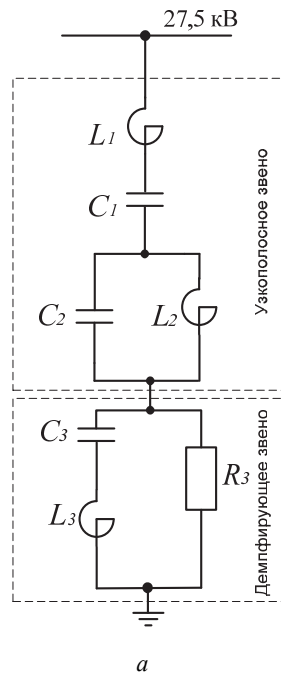 27,5 кВ
L1
C1
Узкополосное звено
C2
L2
C3
R3
L3
Демпфирующее звено
а